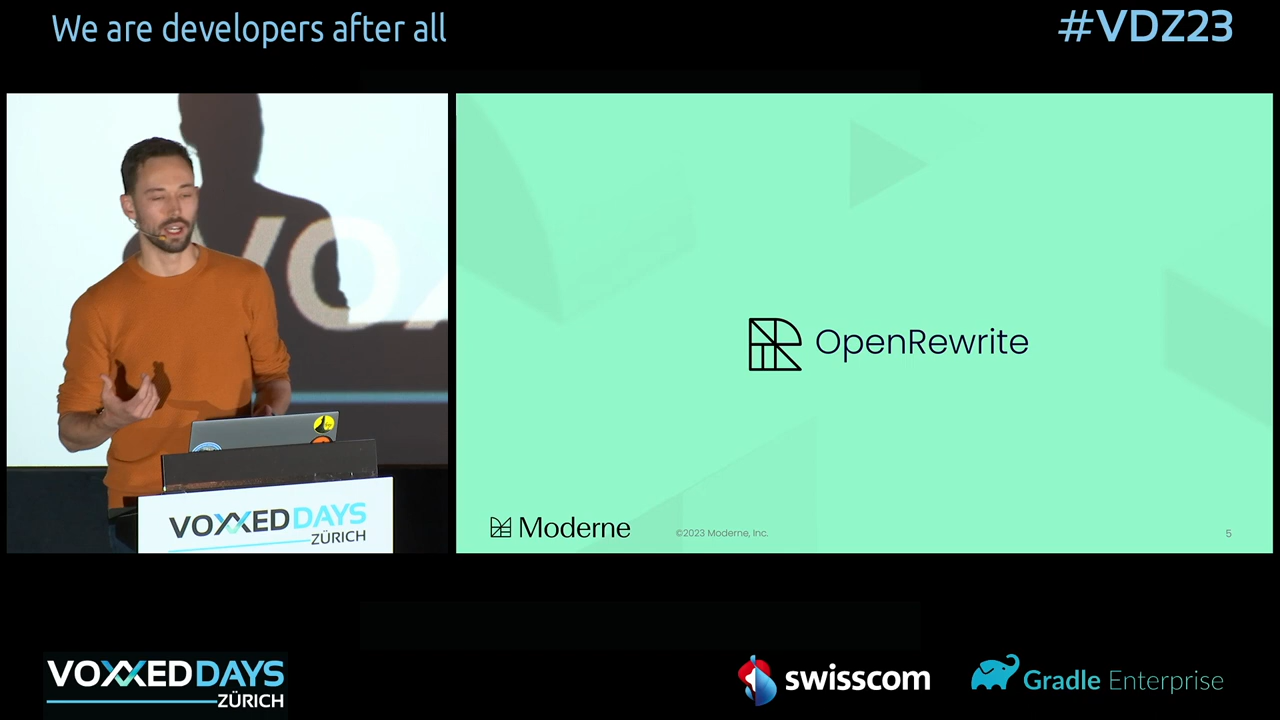 We are developers after all
#VDZ23
VOX
OpenRewrite
VOXXED DAYS
ZÜRICH
Moderne
©2023 Moderne, Inc.
5
VOXXED DAYS
ZÜRICH
swisscom
Gradle Enterprise